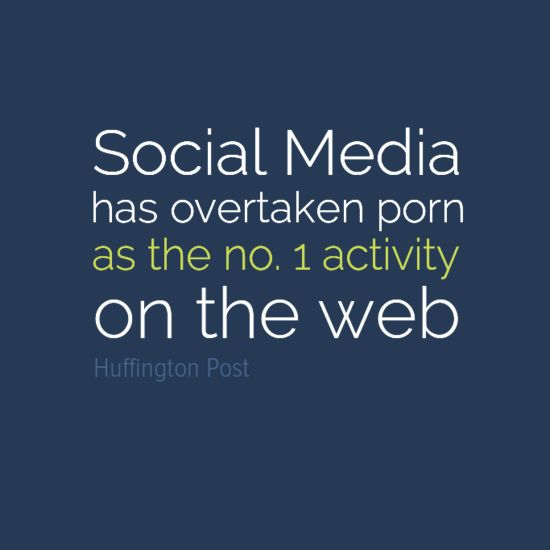 Social Media
has overtaken porn
as the no. 1 activity
on the web
Huffington Post